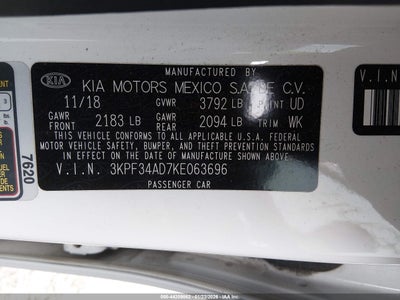 MANUFACTURED BY
KIA KIA MOTORS MEXICO S.A. DE C.V.
11/18 GVWR 3792 LB PAINT UD
GAWR FRONT 2183 LB GAWR REAR 2094 LB TRIM WK
THIS VEHICLE CONFORMS TO ALL APPLICABLE U.S.A. FEDERAL
MOTOR VEHICLE SAFETY, BUMPER, AND THEFT PREVENTION
STANDARDS IN EFFECT ON THE DATE OF MANUFACTURE SHOWN ABOVE.
V.I.N. 3KPF34AD7KE063696
PASSENGER CAR
7620
V.I.N